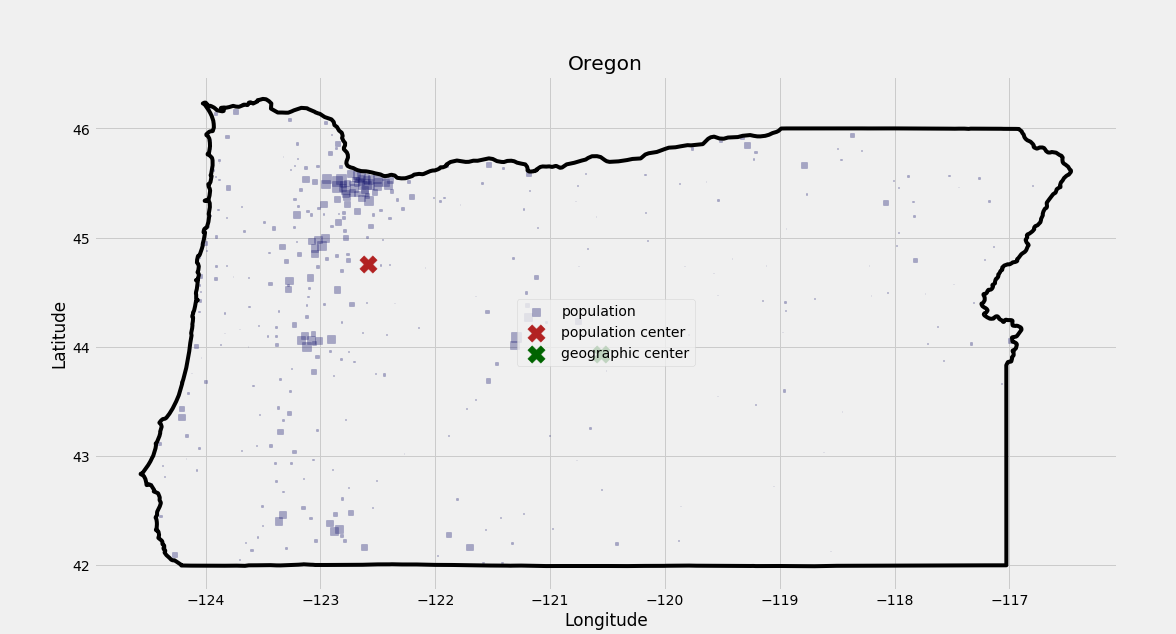 Oregon
46
45
44
43
42
Latitude
population
population center
geographic center
−124
−123
−122
−121
−120
−119
−118
−117
Longitude